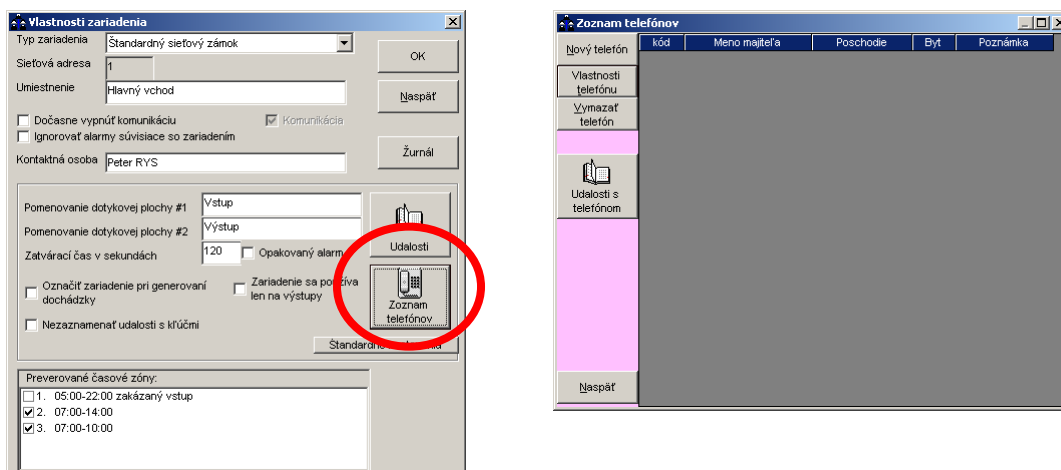 Vlastnosti zariadenia
Typ zariadenia Štandardný sieťový zámok
Sieťová adresa 1
Umiestnenie Hlavný vchod
Dočasne vypnúť komunikáciu Komunikácia
Ignorovať alarmy súvisiace so zariadením
Kontaktná osoba Peter RYS
OK
Naspäť
Žurnál
Pomenovanie dotykovej plochy #1 Vstup
Pomenovanie dotykovej plochy #2 Výstup
Zatvárací čas v sekundách 120 Opakovaný alarm
Označiť zariadenie pri generovaní
dochádzky
Zariadenie sa používa
len na výstupy
Nezaznamenať udalosti s kľúčmi
Udalosti
Zoznam
telefónov
Preverované časové zóny:
1. 05:00-22:00 zakázaný vstup
2. 07:00-14:00
3. 07:00-10:00
Zoznam telefónov
Nový telefón
Vlastnosti
telefónu
Vymazať
telefón
Udalosti s
telefónom
Naspäť
kód Meno majiteľa Poschodie Byt Poznámka